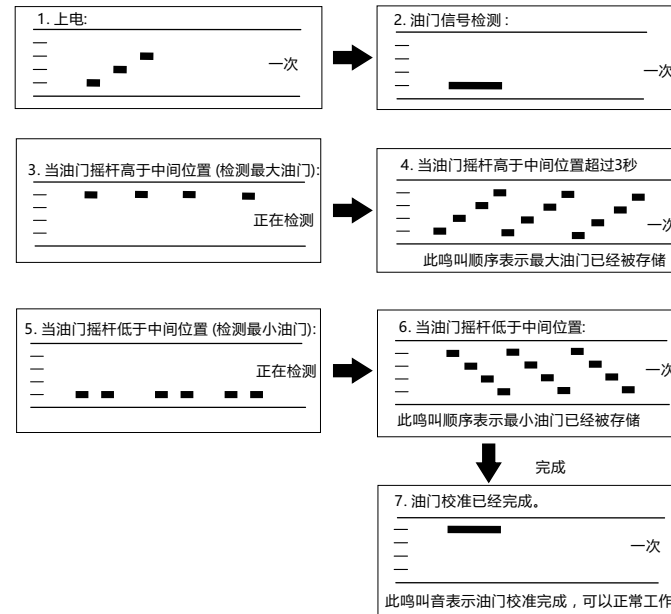 1. 上电:
一次
2. 油门信号检测 :
一次
3. 当油门摇杆高于中间位置 (检测最大油门):
正在检测
4. 当油门摇杆高于中间位置超过3秒
一次
此鸣叫顺序表示最大油门已经被存储
5. 当油门摇杆低于中间位置 (检测最小油门):
正在检测
6. 当油门摇杆低于中间位置:
一次
此鸣叫顺序表示最小油门已经被存储
完成
7. 油门校准已经完成。
一次
此鸣叫音表示油门校准完成 , 可以正常工作